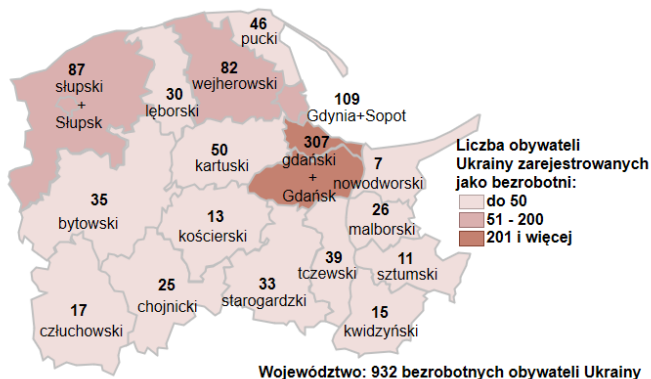 46
pucki
87
słupski
+
Słupsk
82
wejherowski
30
lęborski
109
Gdynia+Sopot
307
gdański
+
Gdańsk
50
kartuski
7
nowodworski
Liczba obywateli
Ukrainy zarejestrowanych
jako bezrobotni:
do 50
51 - 200
201 i więcej
35
bytowski
13
kościerski
26
malborski
39
tczewski
11
sztumski
25
chojnicki
33
starogardzki
17
człuchowski
15
kwidzyński
Województwo: 932 bezrobotnych obywateli Ukrainy